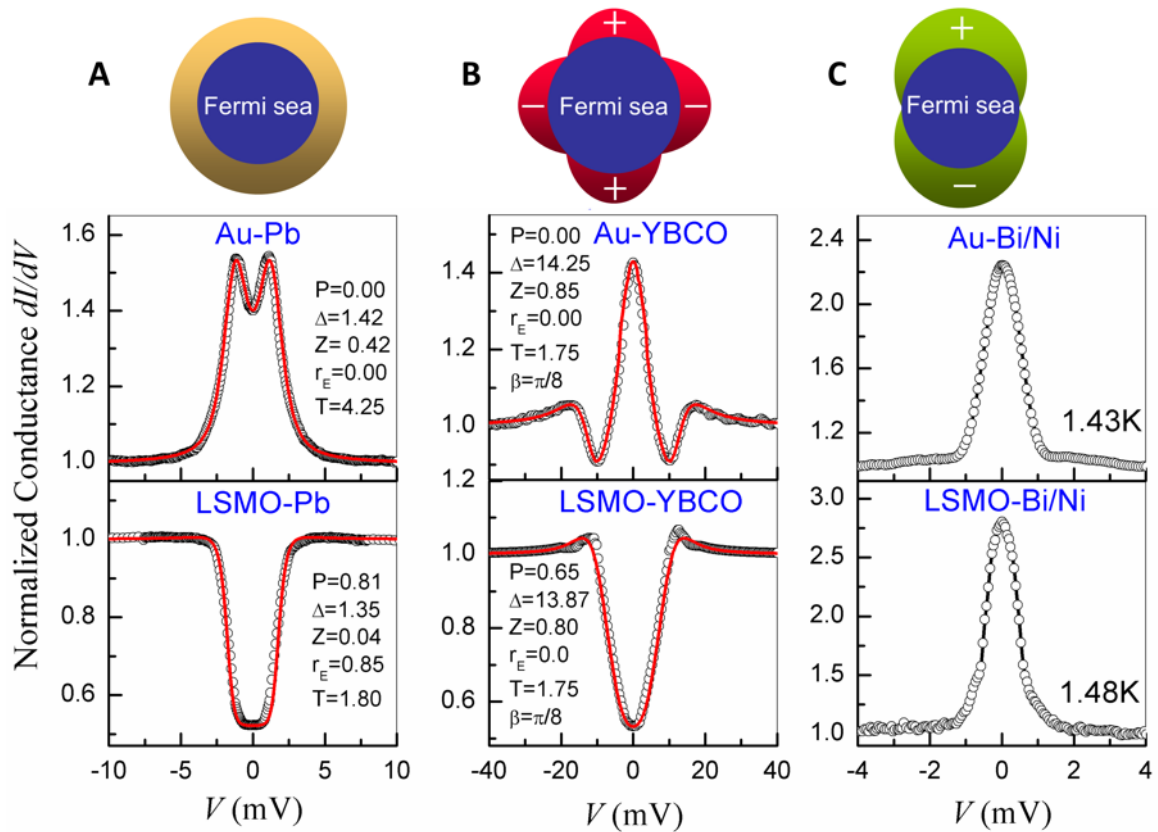 A
Fermi sea
B
+
−
Fermi sea
−
+
C
+
Fermi sea
−
Normalized Conductance dI/dV
Au-Pb
P=0.00
Δ=1.42
Z= 0.42
r_E=0.00
T=4.25
1.6
1.4
1.2
1.0
LSMO-Pb
P=0.81
Δ=1.35
Z=0.04
r_E=0.85
T=1.80
1.0
0.8
0.6
-10
-5
0
5
10
V (mV)
Au-YBCO
P=0.00
Δ=14.25
Z=0.85
r_E=0.00
T=1.75
β=π/8
1.4
1.2
1.0
1.2
LSMO-YBCO
P=0.65
Δ=13.87
Z=0.80
r_E=0.0
T=1.75
β=π/8
1.0
0.8
0.6
-40
-20
0
20
40
V (mV)
Au-Bi/Ni
1.43K
2.4
2.0
1.6
1.2
LSMO-Bi/Ni
1.48K
3.0
2.5
2.0
1.5
1.0
-4
-2
0
2
4
V (mV)